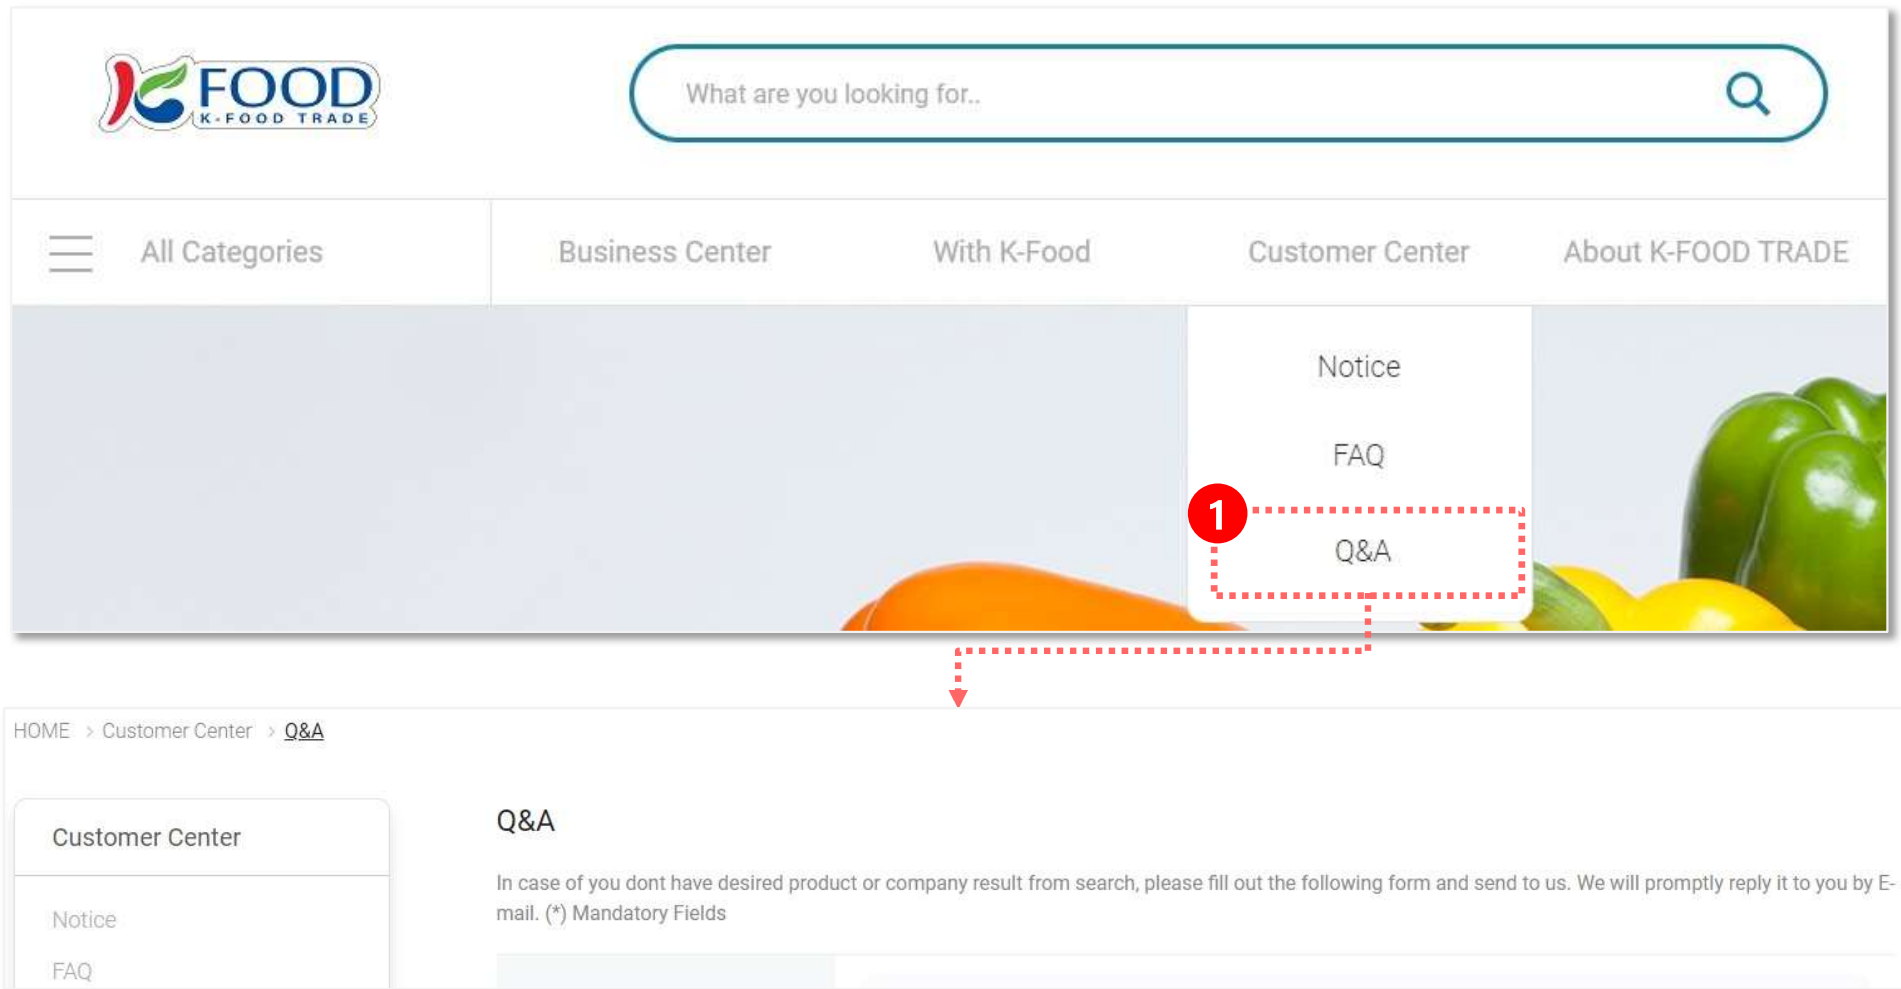 FOOD
K-FOOD TRADE
What are you looking for..
All Categories
Business Center
With K-Food
Customer Center
About K-FOOD TRADE
Notice
FAQ
1
Q&A
HOME > Customer Center > Q&A
Customer Center
Notice
FAQ
Q&A
In case of you dont have desired product or company result from search, please fill out the following form and send to us. We will promptly reply it to you by E-
mail. (*) Mandatory Fields